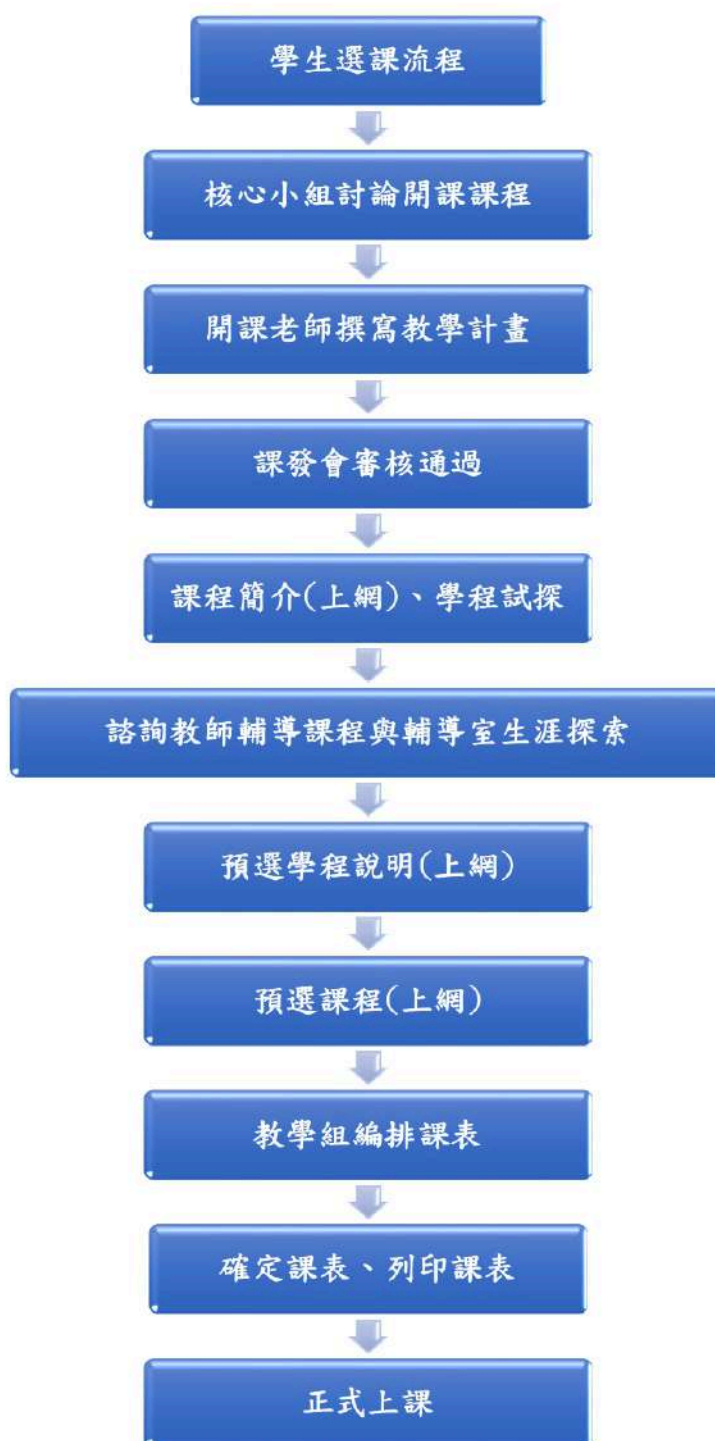 學生選課流程
核心小組討論開課課程
開課老師撰寫教學計畫
課發會審核通過
課程簡介(上網)、學程試探
諮詢教師輔導課程與輔導室生涯探索
預選學程說明(上網)
預選課程(上網)
教學組編排課表
確定課表、列印課表
正式上課